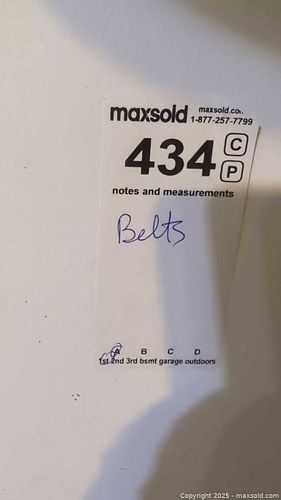 maxsold maxsold.co
1-877-257-7799
434 C
P
notes and measurements
Belts
A B C D
1st 2nd 3rd bsmt garage outdoors
Copyright 2025 - maxsold.com